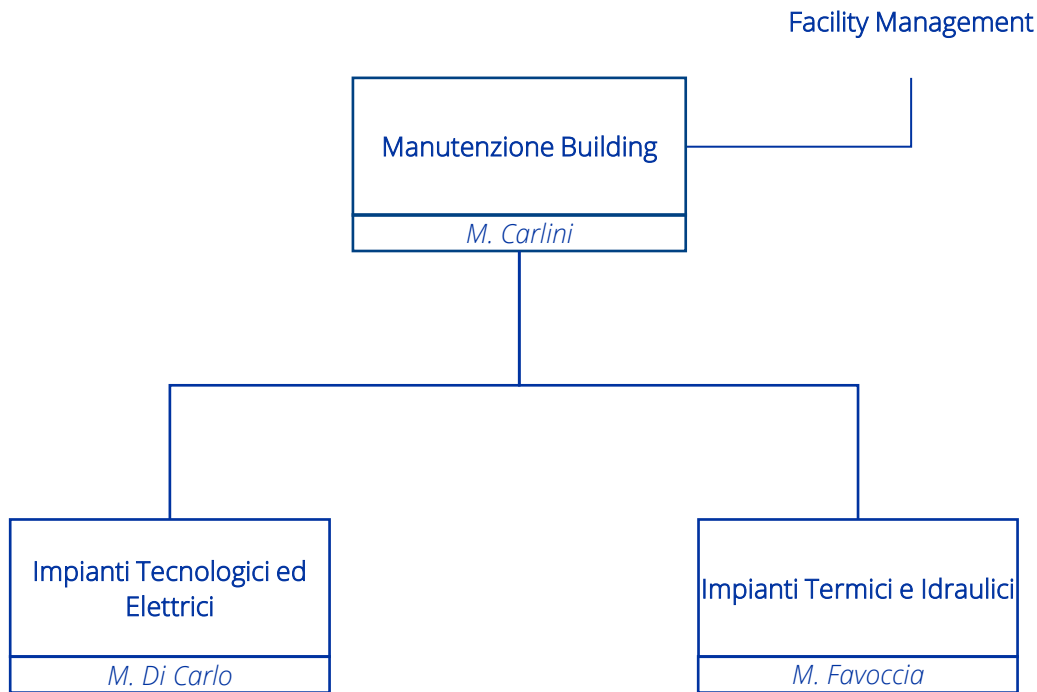 Facility Management
Manutenzione Building
M. Carlini
Impianti Tecnologici ed
Elettrici
M. Di Carlo
Impianti Termici e Idraulici
M. Favoccia